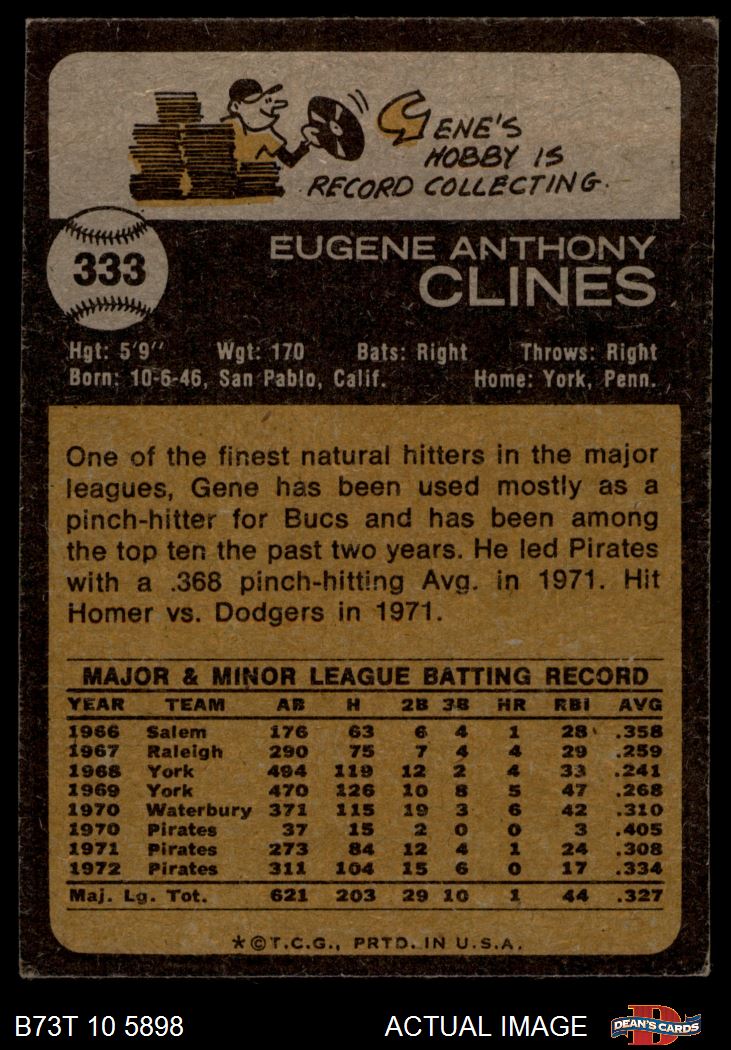 GENE'S
HOBBY IS
RECORD COLLECTING.
333
EUGENE ANTHONY
CLINES
Hgt: 5'9" Wgt: 170 Bats: Right Throws: Right
Born: 10-6-46, San Pablo, Calif. Home: York, Penn.
One of the finest natural hitters in the major
leagues, Gene has been used mostly as a
pinch-hitter for Bucs and has been among
the top ten the past two years. He led Pirates
with a .368 pinch-hitting Avg. in 1971. Hit
Homer vs. Dodgers in 1971.
MAJOR & MINOR LEAGUE BATTING RECORD
YEAR TEAM AB H 2B 3B HR RBI AVG
1966 Salem 176 63 6 4 1 28 .358
1967 Raleigh 290 75 7 4 4 29 .259
1968 York 494 119 12 2 4 33 .241
1969 York 470 126 10 8 5 47 .268
1970 Waterbury 371 115 19 3 6 42 .310
1970 Pirates 37 15 2 0 0 3 .405
1971 Pirates 273 84 12 4 1 24 .308
1972 Pirates 311 104 15 6 0 17 .334
Maj. Lg. Tot. 621 203 29 10 1 44 .327
*©T.C.G., PRTD. IN U.S.A.
B73T 10 5898 ACTUAL IMAGE DEAN'S CARDS